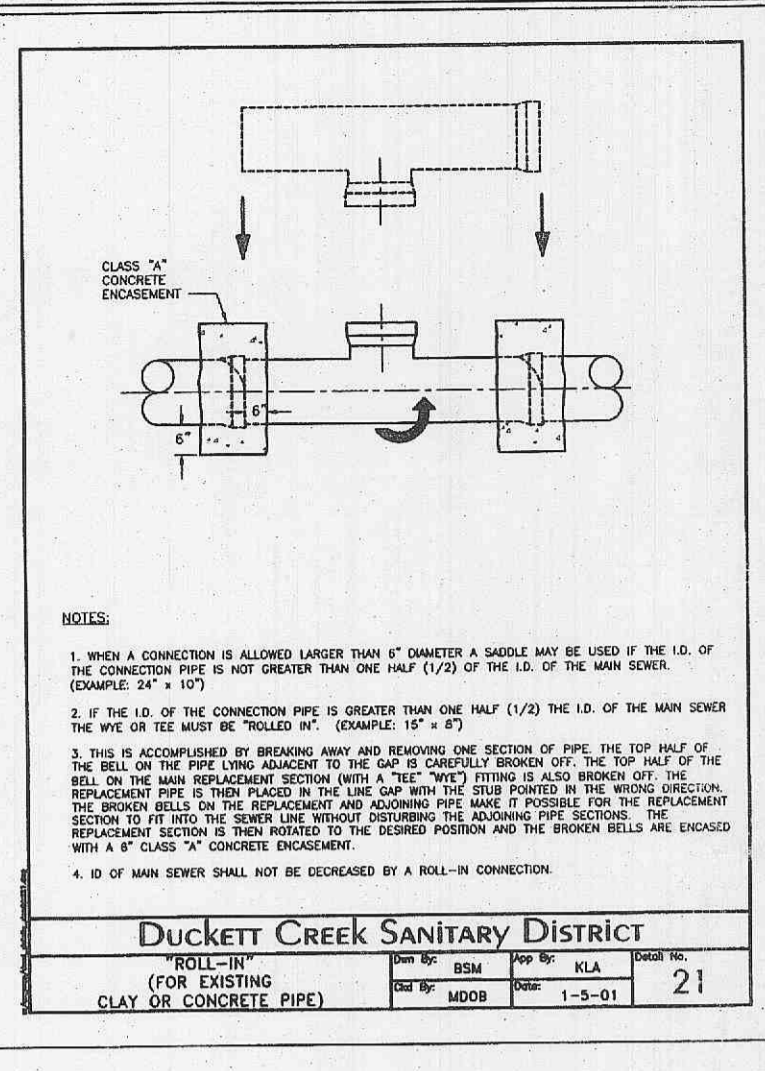 CLASS "A"
CONCRETE
ENCASEMENT
6"
6"
NOTES:
1. WHEN A CONNECTION IS ALLOWED LARGER THAN 6" DIAMETER A SADDLE MAY BE USED IF THE I.D. OF
THE CONNECTION PIPE IS NOT GREATER THAN ONE HALF (1/2) OF THE I.D. OF THE MAIN SEWER.
(EXAMPLE: 24" x 10")
2. IF THE I.D. OF THE CONNECTION PIPE IS GREATER THAN ONE HALF (1/2) THE I.D. OF THE MAIN SEWER
THE WYE OR TEE MUST BE "ROLLED IN". (EXAMPLE: 15" x 8")
3. THIS IS ACCOMPLISHED BY BREAKING AWAY AND REMOVING ONE SECTION OF PIPE. THE TOP HALF OF
THE BELL ON THE PIPE LYING ADJACENT TO THE GAP IS CAREFULLY BROKEN OFF. THE TOP HALF OF THE
BELL ON THE MAIN REPLACEMENT SECTION (WITH A "TEE" "WYE") FITTING IS ALSO BROKEN OFF. THE
REPLACEMENT PIPE IS THEN PLACED IN THE LINE GAP WITH THE STUB POINTED IN THE WRONG DIRECTION.
THE BROKEN BELLS ON THE REPLACEMENT AND ADJOINING PIPE MAKE IT POSSIBLE FOR THE REPLACEMENT
SECTION TO FIT INTO THE SEWER LINE WITHOUT DISTURBING THE ADJOINING PIPE SECTIONS. THE
REPLACEMENT SECTION IS THEN ROTATED TO THE DESIRED POSITION AND THE BROKEN BELLS ARE ENCASED
WITH A 6" CLASS "A" CONCRETE ENCASEMENT.
4. ID OF MAIN SEWER SHALL NOT BE DECREASED BY A ROLL-IN CONNECTION.
DUCKETT CREEK SANITARY DISTRICT
"ROLL-IN"
(FOR EXISTING
CLAY OR CONCRETE PIPE)
Dwn By: BSM
App By: KLA
Ckd By: MDOB
Date: 1-5-01
Detail No.
21